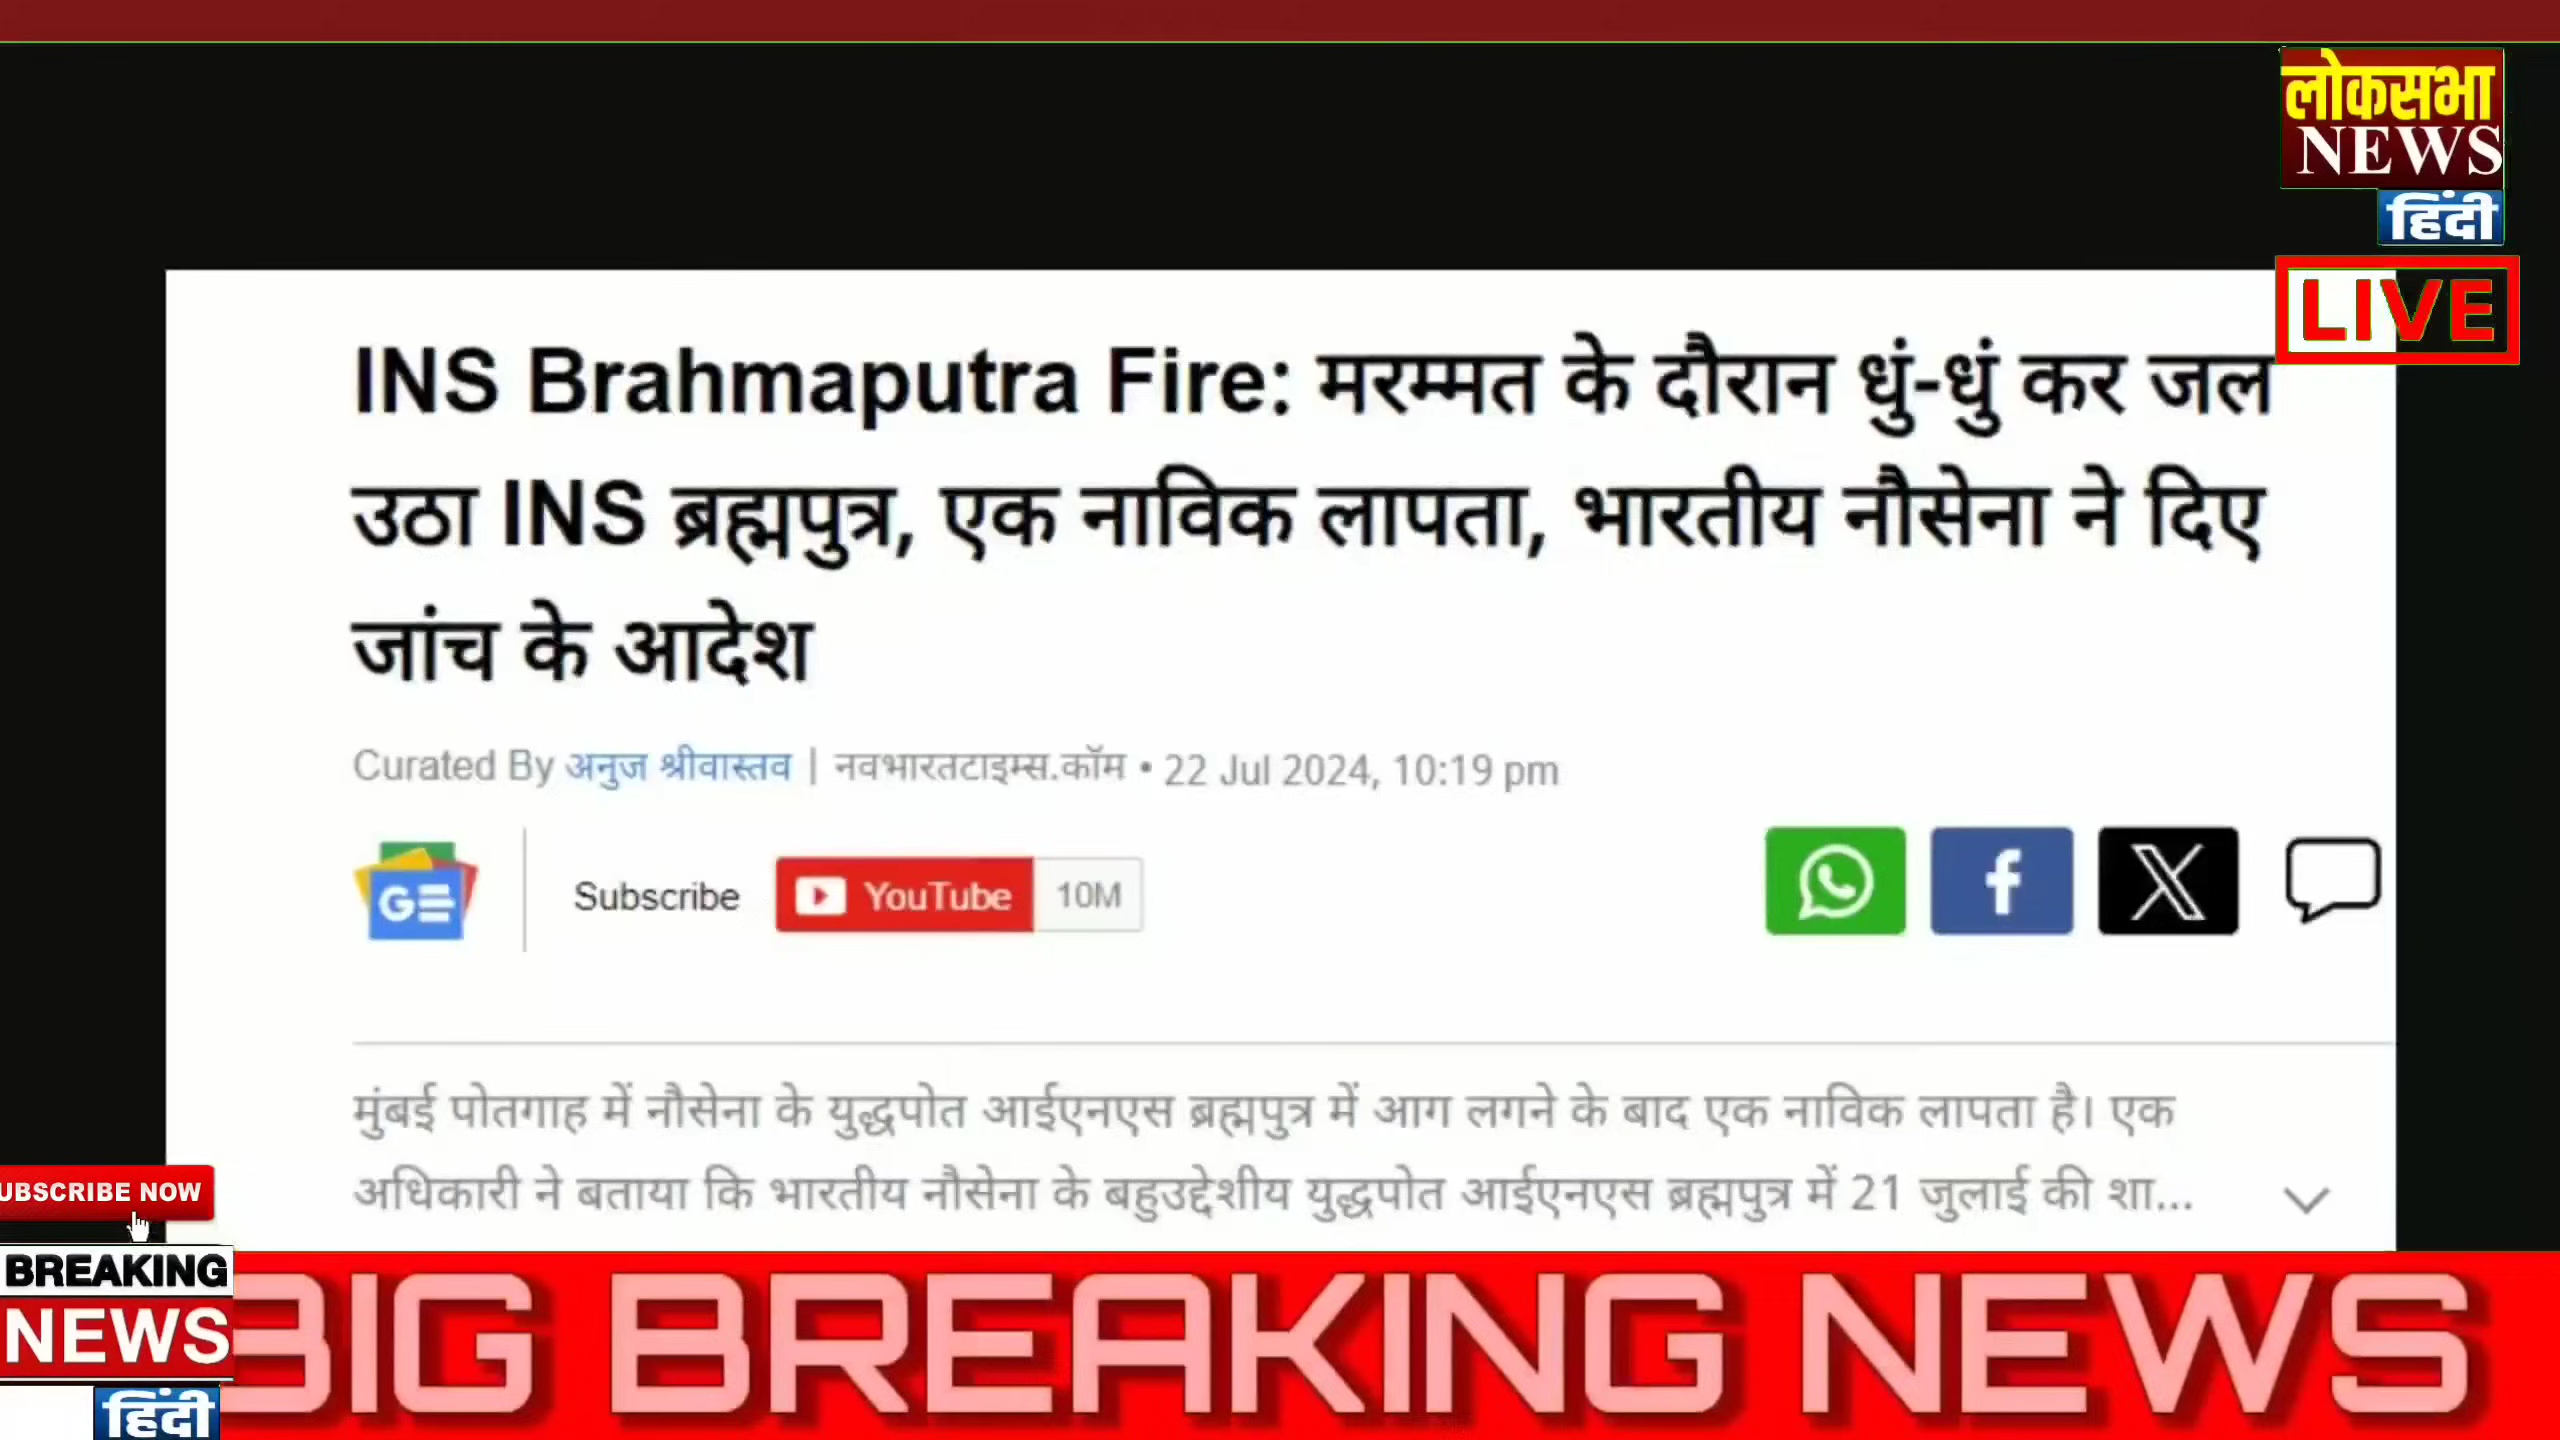 लोकसभा
NEWS
हिंदी
LIVE
INS Brahmaputra Fire: मरम्मत के दौरान धुं-धुं कर जल
उठा INS ब्रह्मपुत्र, एक नाविक लापता, भारतीय नौसेना ने दिए
जांच के आदेश
Curated By अनुज श्रीवास्तव | नवभारतटाइम्स.कॉम • 22 Jul 2024, 10:19 pm
Subscribe YouTube 10M
मुंबई पोतगाह में नौसेना के युद्धपोत आईएनएस ब्रह्मपुत्र में आग लगने के बाद एक नाविक लापता है। एक
अधिकारी ने बताया कि भारतीय नौसेना के बहुउद्देशीय युद्धपोत आईएनएस ब्रह्मपुत्र में 21 जुलाई की शा...
UBSCRIBE NOW
BREAKING
NEWS
हिंदी
BIG BREAKING NEWS